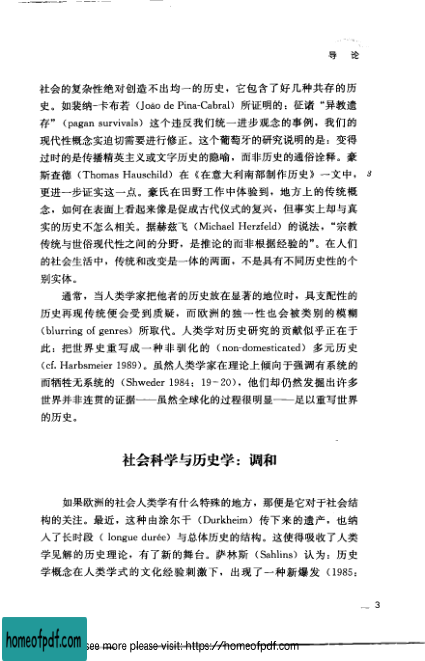 导 论
社会的复杂性绝对创造不出均一的历史，它包含了好几种共存的历
史。如裴纳-卡布若（João de Pina-Cabral）所证明的：征诸“异教遗
存”（pagan survivals）这个违反我们统一进步观念的事例，我们的
现代性概念实迫切需要进行修正。这个葡萄牙的研究说明的是：变得
过时的是传播精英主义或文字历史的隐喻，而非历史的通俗诠释。豪
斯查德（Thomas Hauschild）在《在意大利南部制作历史》一文中，
更进一步证实这一点。豪氏在田野工作中体验到，地方上的传统概
念，如何在表面上看起来像是促成古代仪式的复兴，但事实上却与真
实的历史不怎么相关。据赫兹飞（Michael Herzfeld）的说法，“宗教
传统与世俗现代性之间的分野，是推论的而非根据经验的”。在人们
的社会生活中，传统和改变是一体的两面，不是具有不同历史性的个
别实体。
通常，当人类学家把他者的历史放在显著的地位时，具支配性的
历史再现传统便会受到质疑，而欧洲的独一性也会被类别的模糊
(blurring of genres) 所取代。人类学对历史研究的贡献似乎正在于
此：把世界史重写成一种非驯化的（non-domesticated）多元历史
(cf. Harbsmeier 1989)。虽然人类学家在理论上倾向于强调有系统的
而牺牲无系统的（Shweder 1984：19-20），他们却仍然发掘出许多
世界并非连贯的证据——虽然全球化的过程很明显——足以重写世界
的历史。
社会科学与历史学：调和
如果欧洲的社会人类学有什么特殊的地方，那便是它对于社会结
构的关注。最近，这种由涂尔干（Durkheim）传下来的遗产，也纳
入了长时段（longue durée）与总体历史的结构。这使得吸收了人类
学见解的历史理论，有了新的舞台。萨林斯（Sahlins）认为：历史
学概念在人类学式的文化经验刺激下，出现了一种新爆发（1985：
3
homeofpdf.com
see more please visit: https://homeofpdf.com